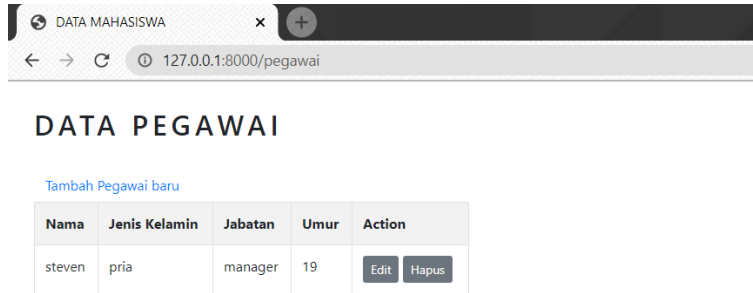 DATA MAHASISWA
127.0.0.1:8000/pegawai
DATA PEGAWAI
Tambah Pegawai baru
Nama Jenis Kelamin Jabatan Umur Action
steven pria manager 19 Edit Hapus